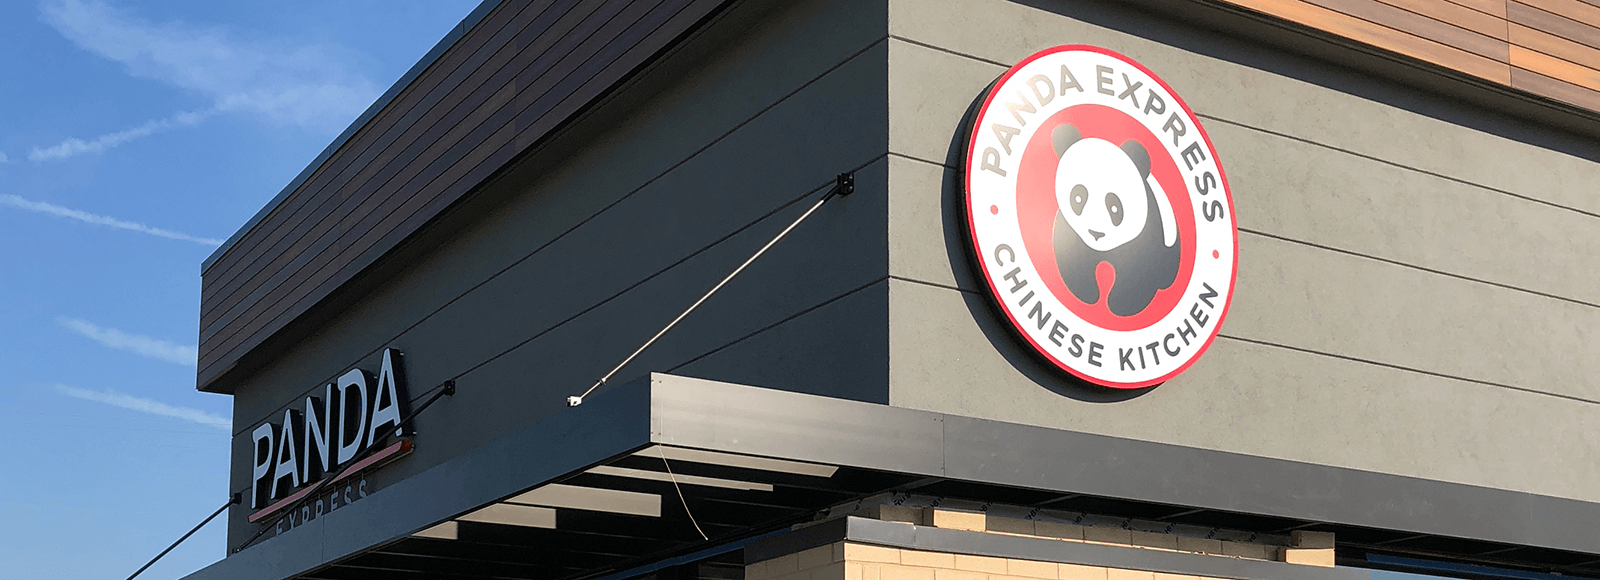 PANDA
EXPRESS
PANDA EXPRESS
CHINESE KITCHEN